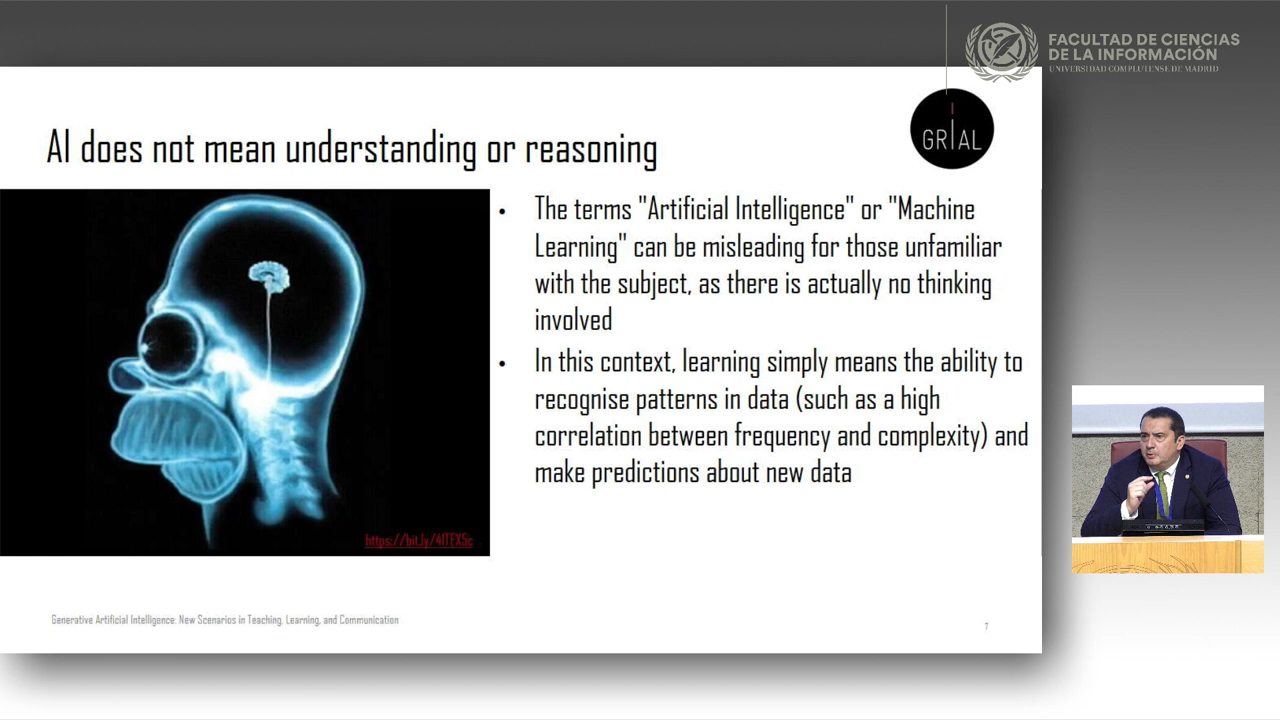 FACULTAD DE CIENCIAS
DE LA INFORMACIÓN
UNIVERSIDAD COMPLUTENSE DE MADRID
GRIAL
AI does not mean understanding or reasoning
• The terms "Artificial Intelligence" or "Machine
Learning" can be misleading for those unfamiliar
with the subject, as there is actually no thinking
involved
• In this context, learning simply means the ability to
recognise patterns in data (such as a high
correlation between frequency and complexity) and
make predictions about new data
Generative Artificial Intelligence: New Scenarios in Teaching, Learning, and Communication
7